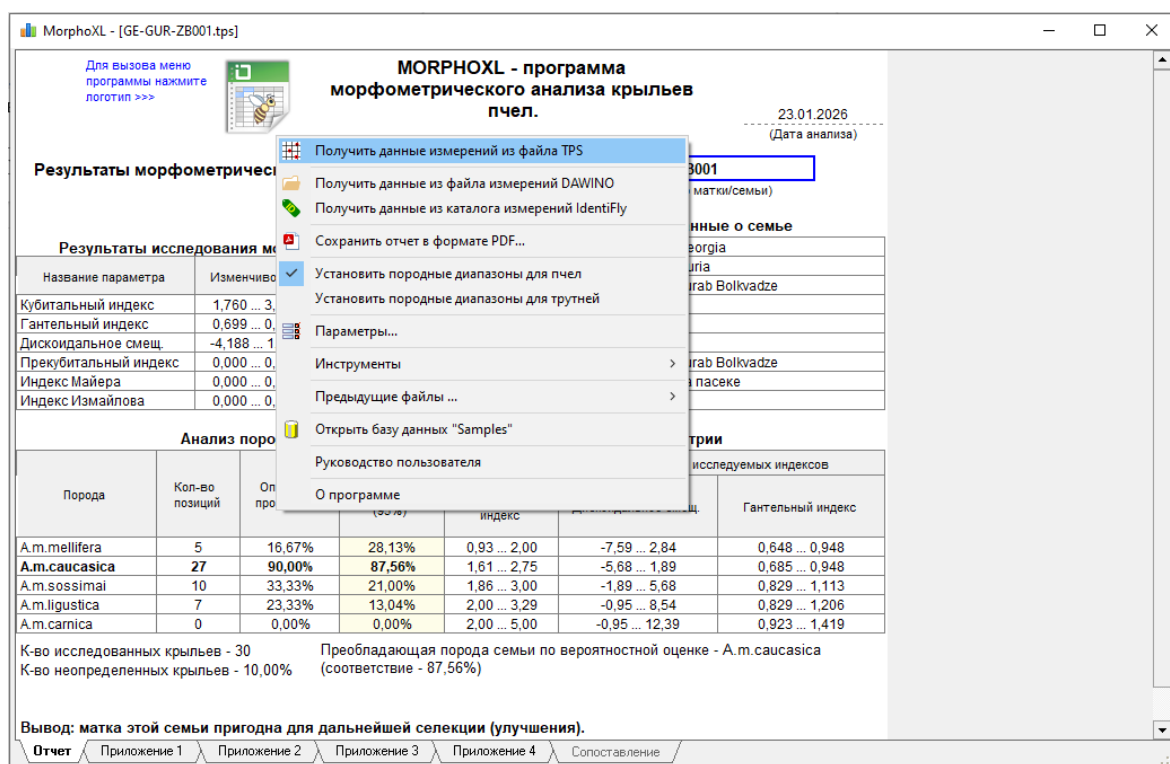 MorphoXL - [GE-GUR-ZB001.tps]
Для вызова меню
программы нажмите
логотип >>>
MORPHOXL - программа
морфометрического анализа крыльев
пчел.
23.01.2026
(Дата анализа)
Получить данные измерений из файла TPS
Получить данные из файла измерений DAWINO
Получить данные из каталога измерений IdentiFly
Сохранить отчет в формате PDF...
Установить породные диапазоны для пчел
Установить породные диапазоны для трутней
Параметры...
Инструменты
Предыдущие файлы ...
Открыть базу данных "Samples"
Руководство пользователя
О программе
Результаты морфометричес
B001
матки/семьи)
нные о семье
Результаты исследования м
eorgia
Название параметра Изменчиво
uria
urab Bolkvadze
Кубитальный индекс 1,760 ... 3,
Гантельный индекс 0,699 ... 0,
Дискоидальное смещ. -4,188 ... 1
Прекубитальный индекс 0,000 ... 0, urab Bolkvadze
Индекс Майера 0,000 ... 0, а пасеке
Индекс Измайлова 0,000 ... 0,
Анализ поро трии
исследуемых индексов
Порода Кол-во позиций Оп про (95%) индекс Дискоидальное смещ. Гантельный индекс
A.m.mellifera 5 16,67% 28,13% 0,93 ... 2,00 -7,59 ... 2,84 0,648 ... 0,948
A.m.caucasica 27 90,00% 87,56% 1,61 ... 2,75 -5,68 ... 1,89 0,685 ... 0,948
A.m.sossimai 10 33,33% 21,00% 1,86 ... 3,00 -1,89 ... 5,68 0,829 ... 1,113
A.m.ligustica 7 23,33% 13,04% 2,00 ... 3,29 -0,95 ... 8,54 0,829 ... 1,206
A.m.carnica 0 0,00% 0,00% 2,00 ... 5,00 -0,95 ... 12,39 0,923 ... 1,419
К-во исследованных крыльев - 30
К-во неопределенных крыльев - 10,00%
Преобладающая порода семьи по вероятностной оценке - A.m.caucasica
(соответствие - 87,56%)
Вывод: матка этой семьи пригодна для дальнейшей селекции (улучшения).
Отчет Приложение 1 Приложение 2 Приложение 3 Приложение 4 Сопоставление